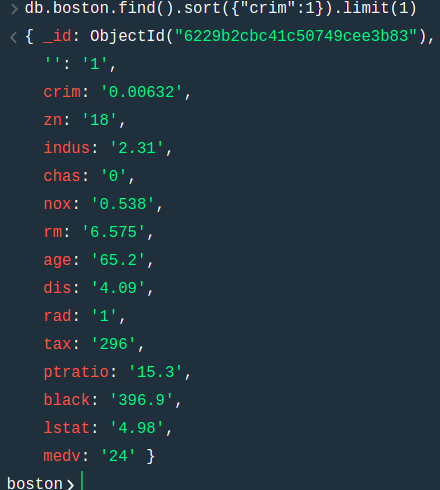 > db.boston.find().sort({"crim":1}).limit(1)
< { _id: ObjectId("6229b2cbc41c50749cee3b83"),
'': '1',
crim: '0.00632',
zn: '18',
indus: '2.31',
chas: '0',
nox: '0.538',
rm: '6.575',
age: '65.2',
dis: '4.09',
rad: '1',
tax: '296',
ptratio: '15.3',
black: '396.9',
lstat: '4.98',
medv: '24' }
boston>